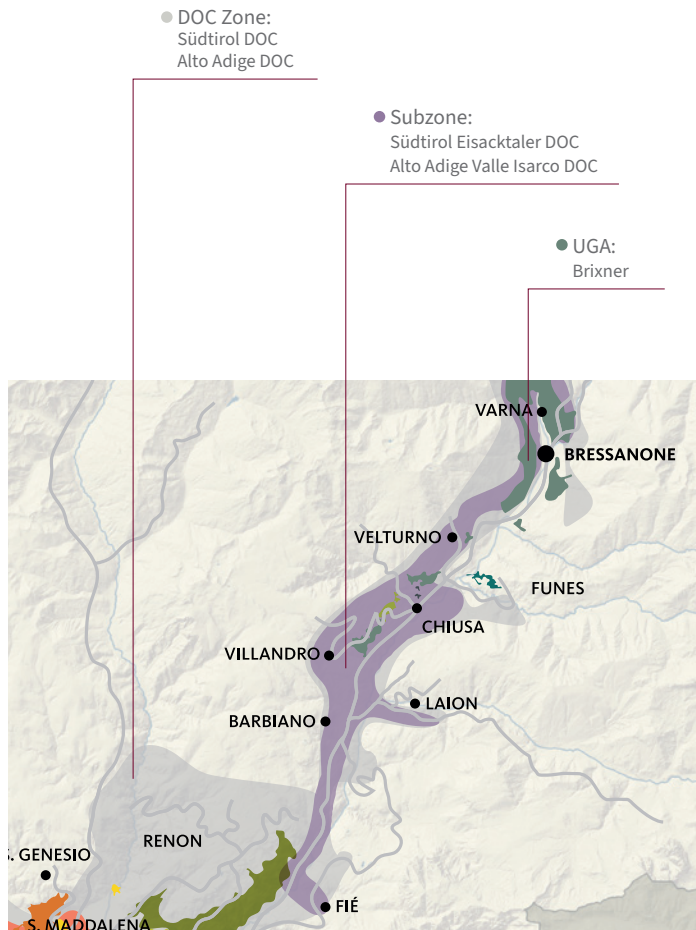 DOC Zone:
Südtirol DOC
Alto Adige DOC
Subzone:
Südtirol Eisacktaler DOC
Alto Adige Valle Isarco DOC
UGA:
Brixner
VARNA
BRESSANONE
VELTURNO
FUNES
CHIUSA
VILLANDRO
LAION
BARBIANO
RENON
S. GENESIO
FIÉ
S. MADDALENA